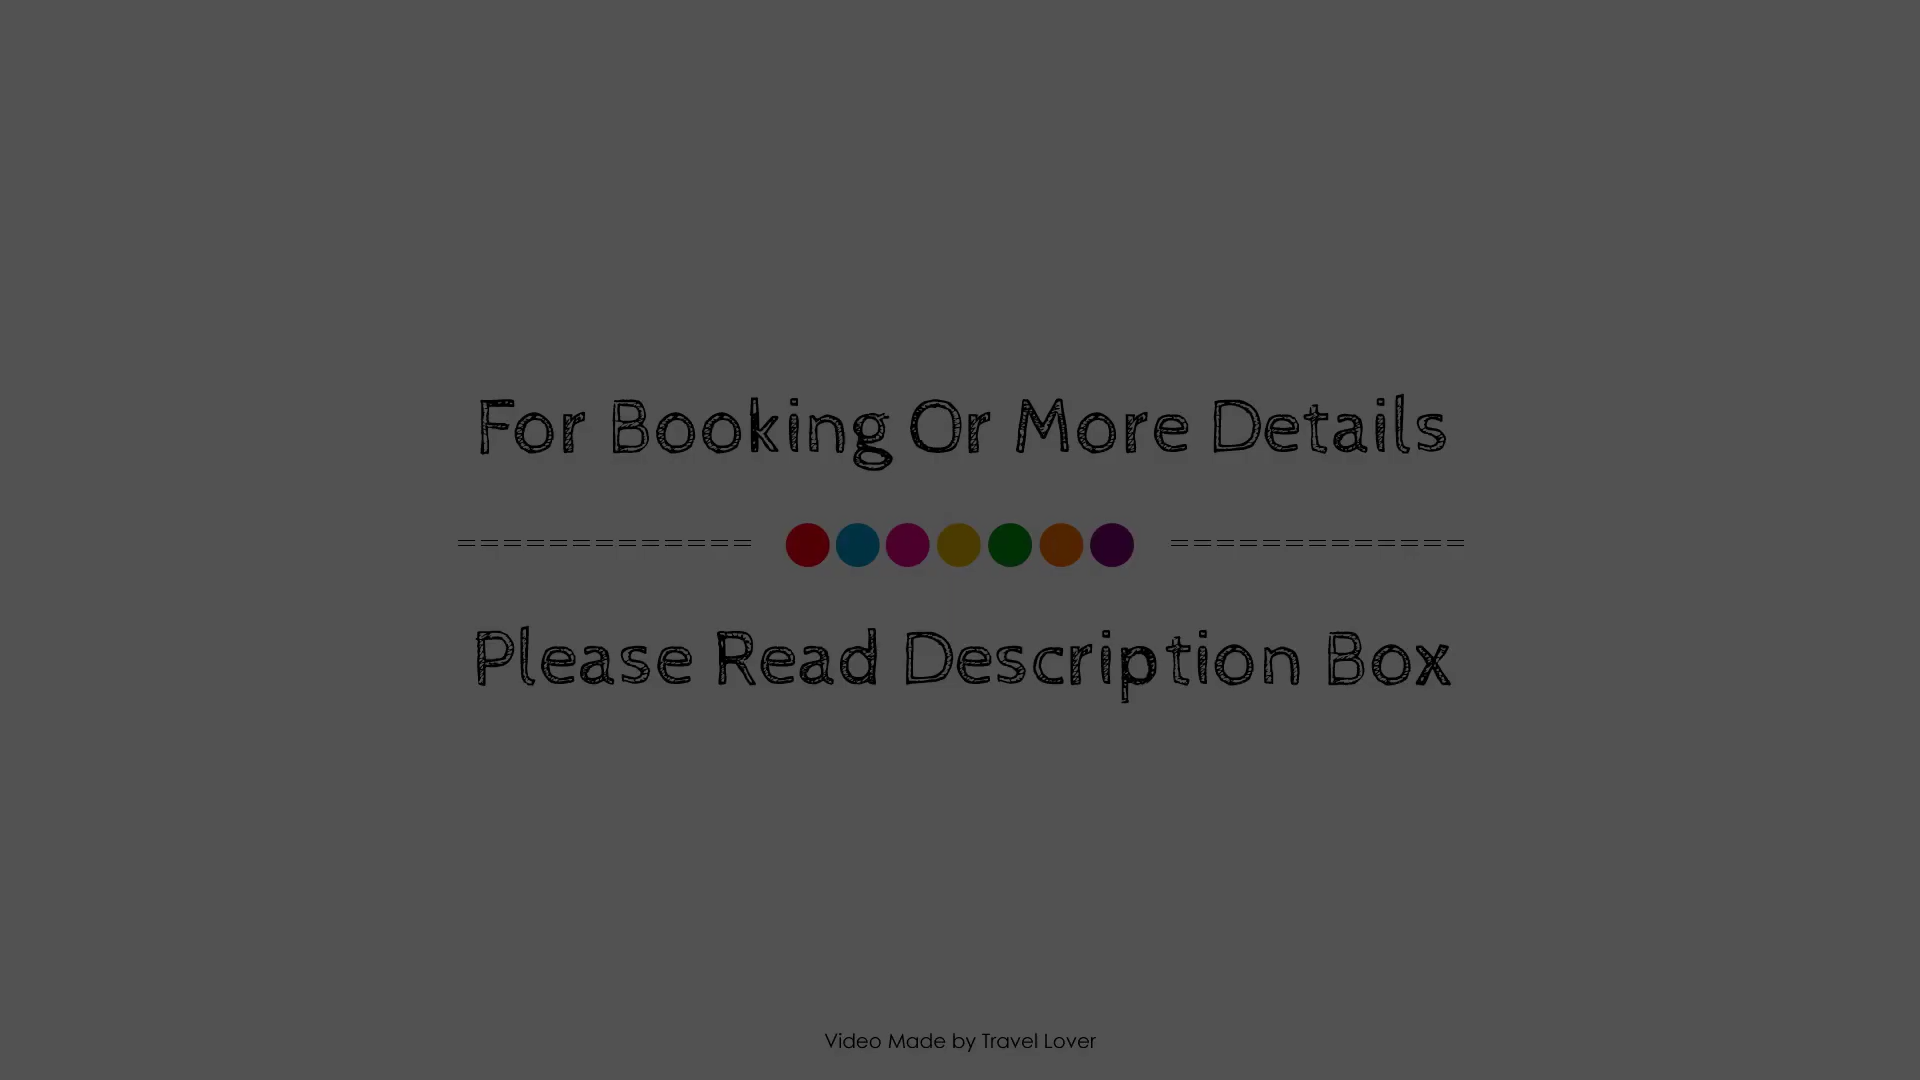 For Booking Or More Details
============= =============
Please Read Description Box
Video Made by Travel Lover